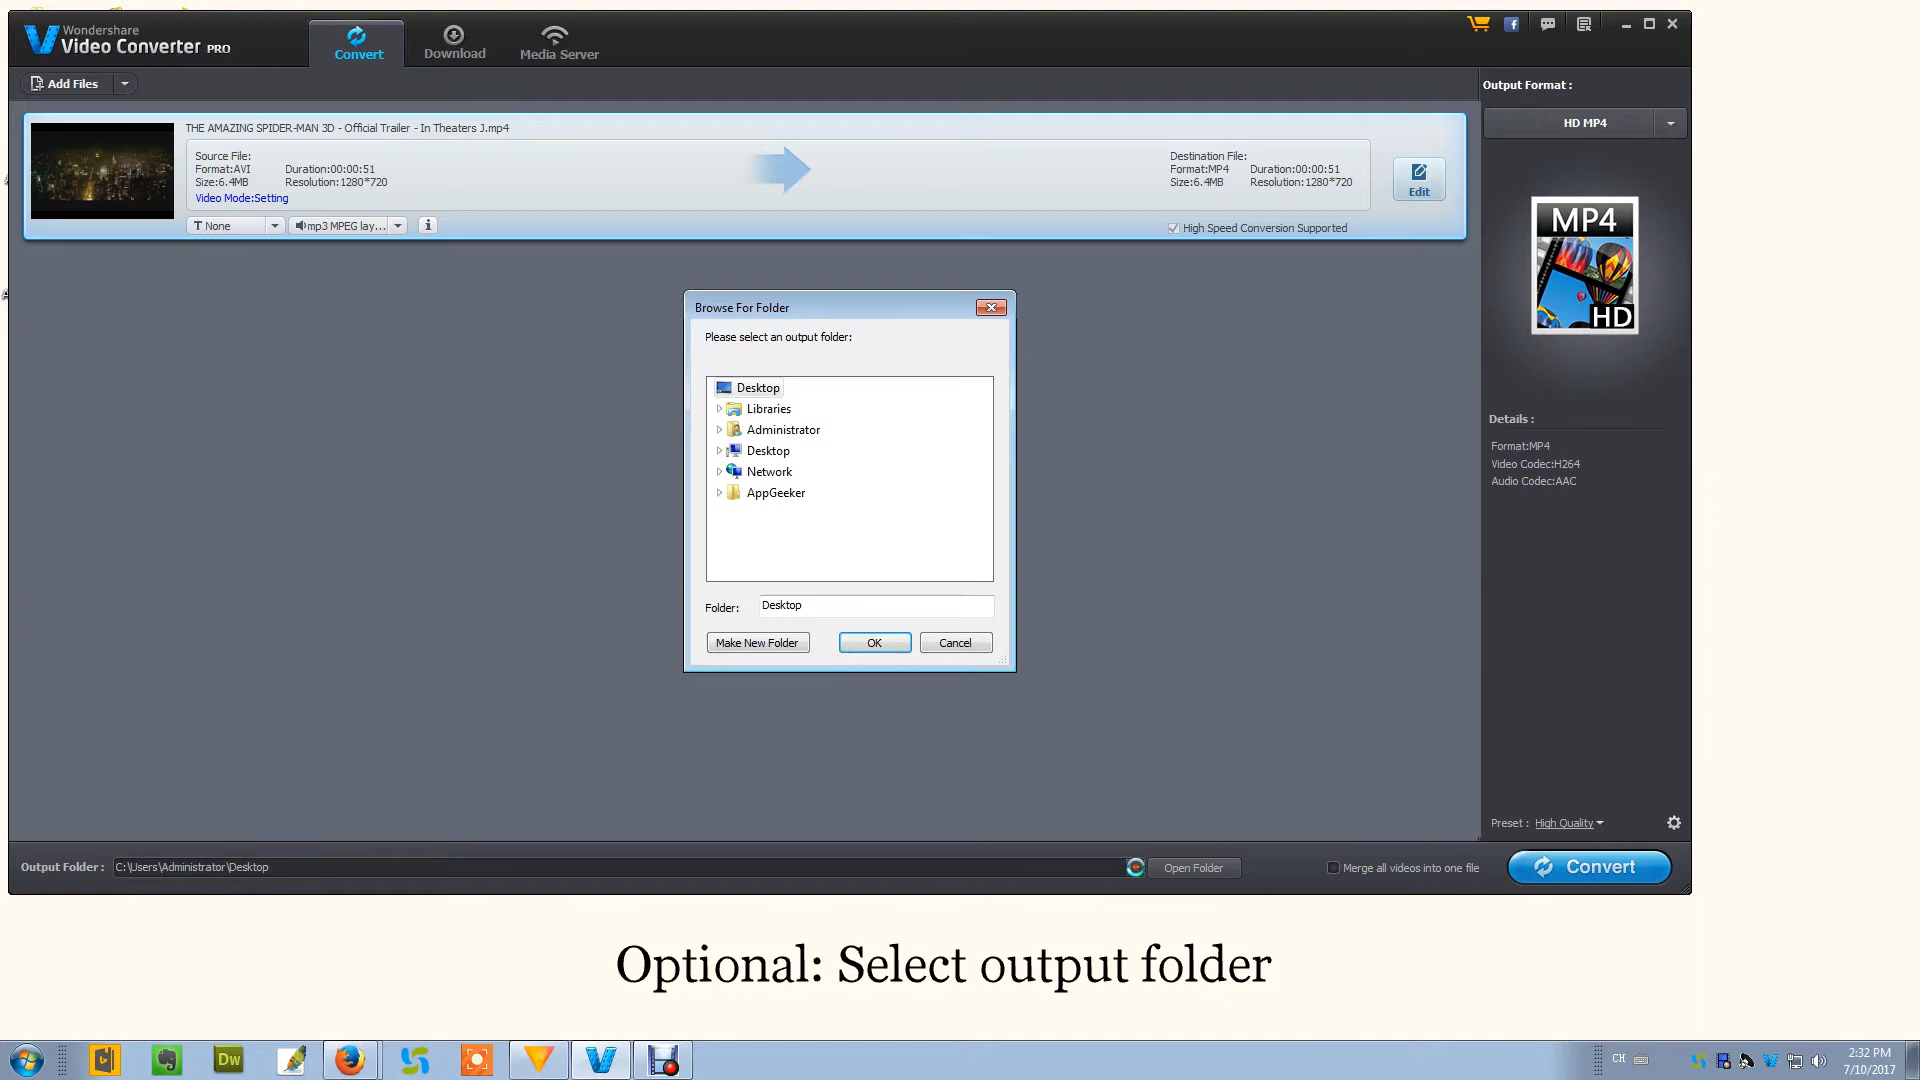 Wondershare
Video Converter PRO
Convert
Download
Media Server
Add Files
Output Format :
HD MP4
THE AMAZING SPIDER-MAN 3D - Official Trailer - In Theaters J.mp4
Source File:
Format:AVI Duration:00:00:51
Size:6.4MB Resolution:1280*720
Video Mode:Setting
Destination File:
Format:MP4 Duration:00:00:51
Size:6.4MB Resolution:1280*720
Edit
T None
mp3 MPEG lay...
High Speed Conversion Supported
MP4
HD
Browse For Folder
Please select an output folder:
Desktop
Libraries
Administrator
Desktop
Network
AppGeeker
Folder: Desktop
Make New Folder
OK
Cancel
Details :
Format:MP4
Video Codec:H264
Audio Codec:AAC
Preset : High Quality
Output Folder : C:\Users\Administrator\Desktop
Open Folder
Merge all videos into one file
Convert
Optional: Select output folder
Dw
CH
2:32 PM
7/10/2017